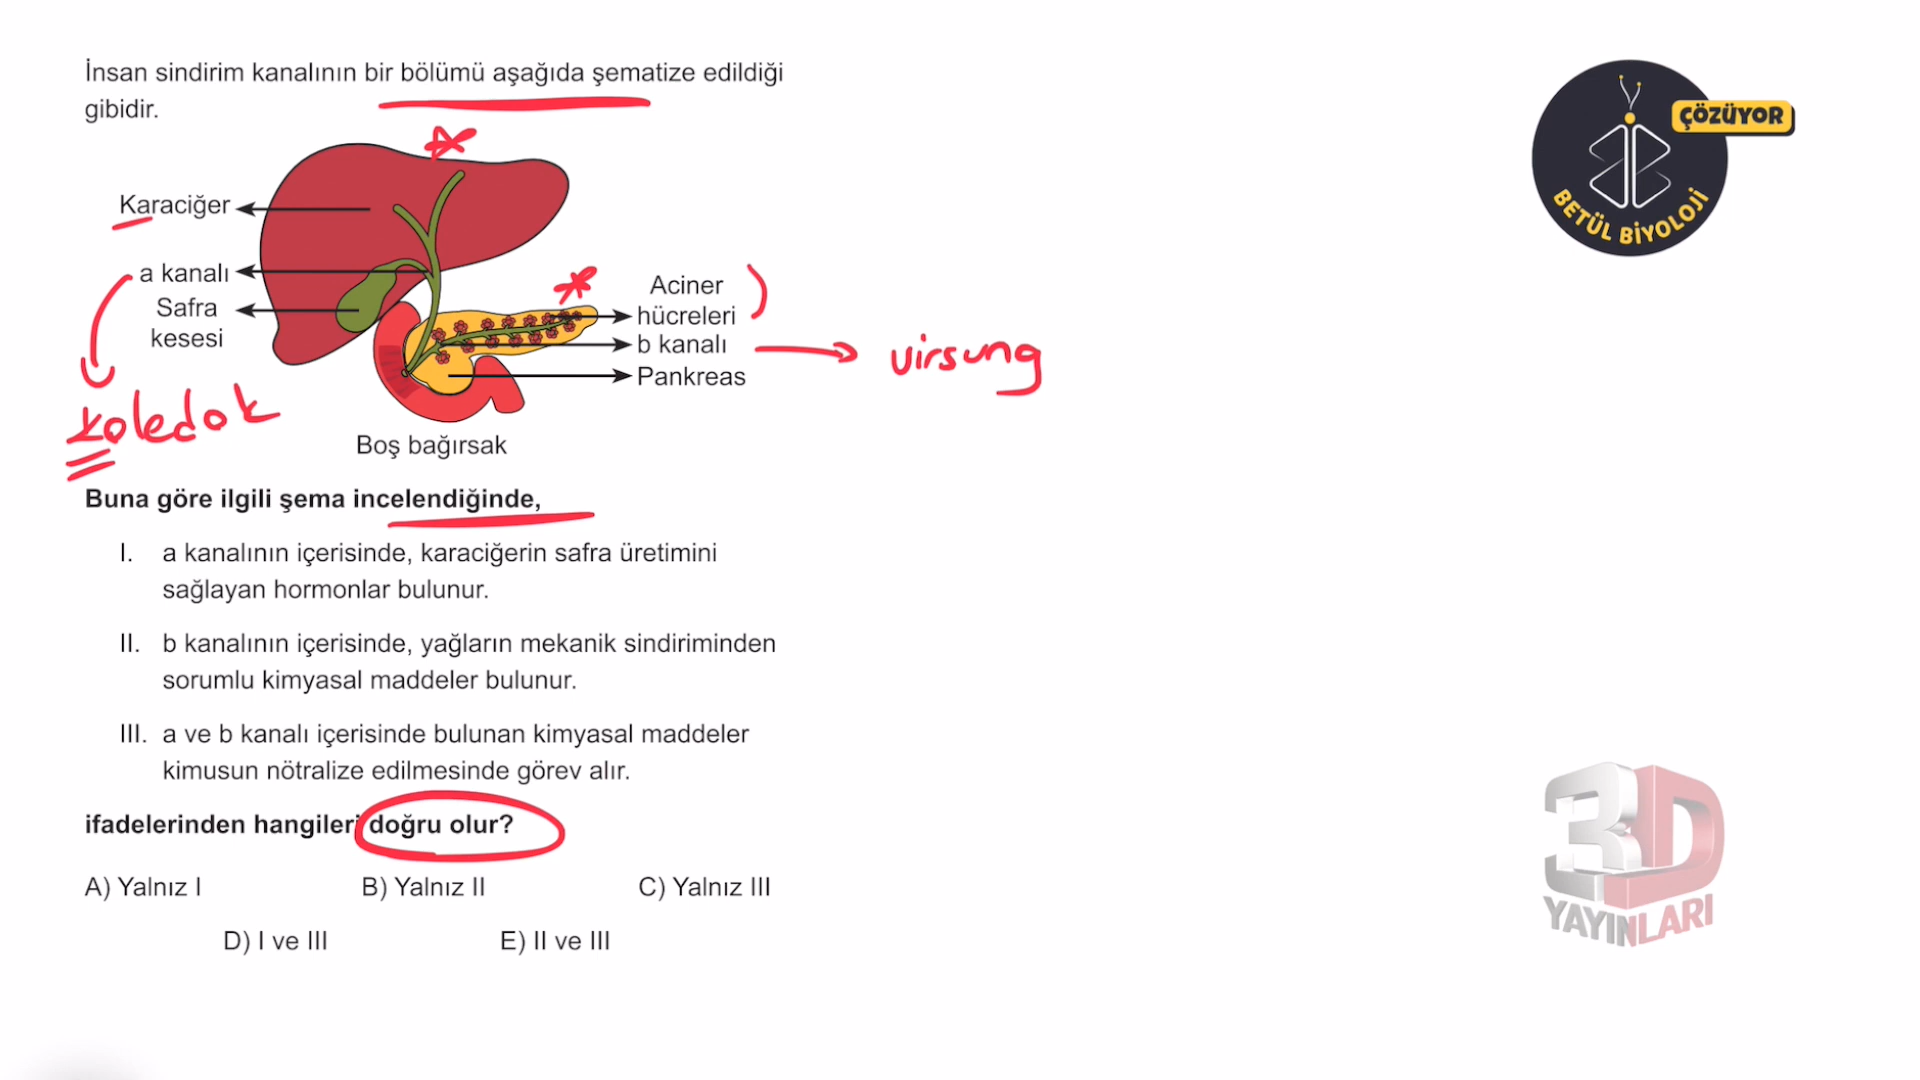 İnsan sindirim kanalının bir bölümü aşağıda şematize edildiği
gibidir.
Karaciğer
a kanalı
Safra
kesesi
Aciner
hücreleri
b kanalı
Pankreas
virsung
koledok
Boş bağırsak
Buna göre ilgili şema incelendiğinde,
I. a kanalının içerisinde, karaciğerin safra üretimini
sağlayan hormonlar bulunur.
II. b kanalının içerisinde, yağların mekanik sindiriminden
sorumlu kimyasal maddeler bulunur.
III. a ve b kanalı içerisinde bulunan kimyasal maddeler
kimusun nötralize edilmesinde görev alır.
ifadelerinden hangileri doğru olur?
A) Yalnız I B) Yalnız II C) Yalnız III
D) I ve III E) II ve III
ÇÖZÜYOR
BETÜL BİYOLOJİ
3D
YAYINLARI